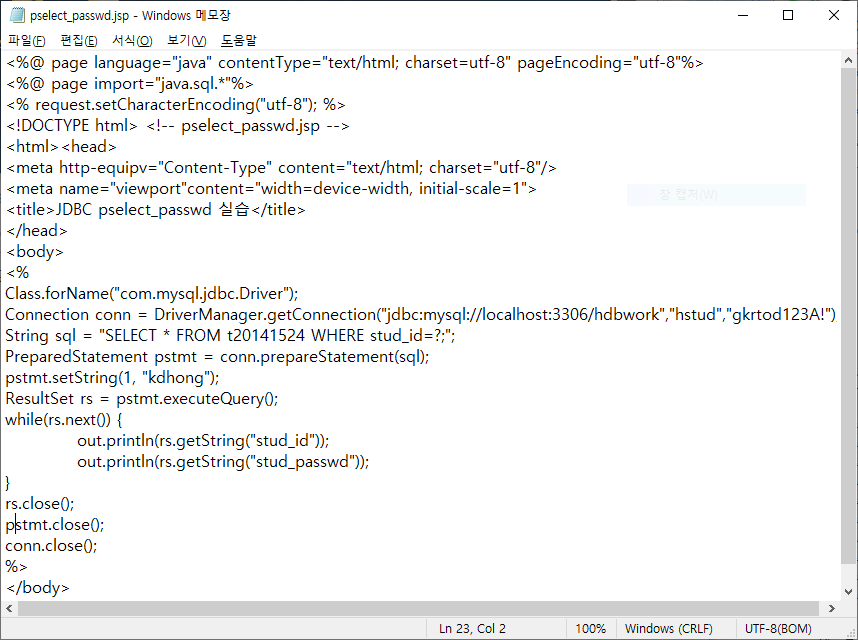 pselect_passwd.jsp - Windows 메모장
파일(F) 편집(E) 서식(O) 보기(V) 도움말
<%@ page language="java" contentType="text/html; charset=utf-8" pageEncoding="utf-8"%>
<%@ page import="java.sql.*"%>
<% request.setCharacterEncoding("utf-8"); %>
<!DOCTYPE html> <!-- pselect_passwd.jsp -->
<html><head>
<meta http-equipv="Content-Type" content="text/html; charset="utf-8"/>
<meta name="viewport"content="width=device-width, initial-scale=1">
창 캡처(W)
<title>JDBC pselect_passwd 실습</title>
</head>
<body>
<%
Class.forName("com.mysql.jdbc.Driver");
Connection conn = DriverManager.getConnection("jdbc:mysql://localhost:3306/hdbwork","hstud","gkrtod123A!")
String sql = "SELECT * FROM t20141524 WHERE stud_id=?;";
PreparedStatement pstmt = conn.prepareStatement(sql);
pstmt.setString(1, "kdhong");
ResultSet rs = pstmt.executeQuery();
while(rs.next()) {
out.println(rs.getString("stud_id"));
out.println(rs.getString("stud_passwd"));
}
rs.close();
pstmt.close();
conn.close();
%>
</body>
Ln 23, Col 2 100% Windows (CRLF) UTF-8(BOM)